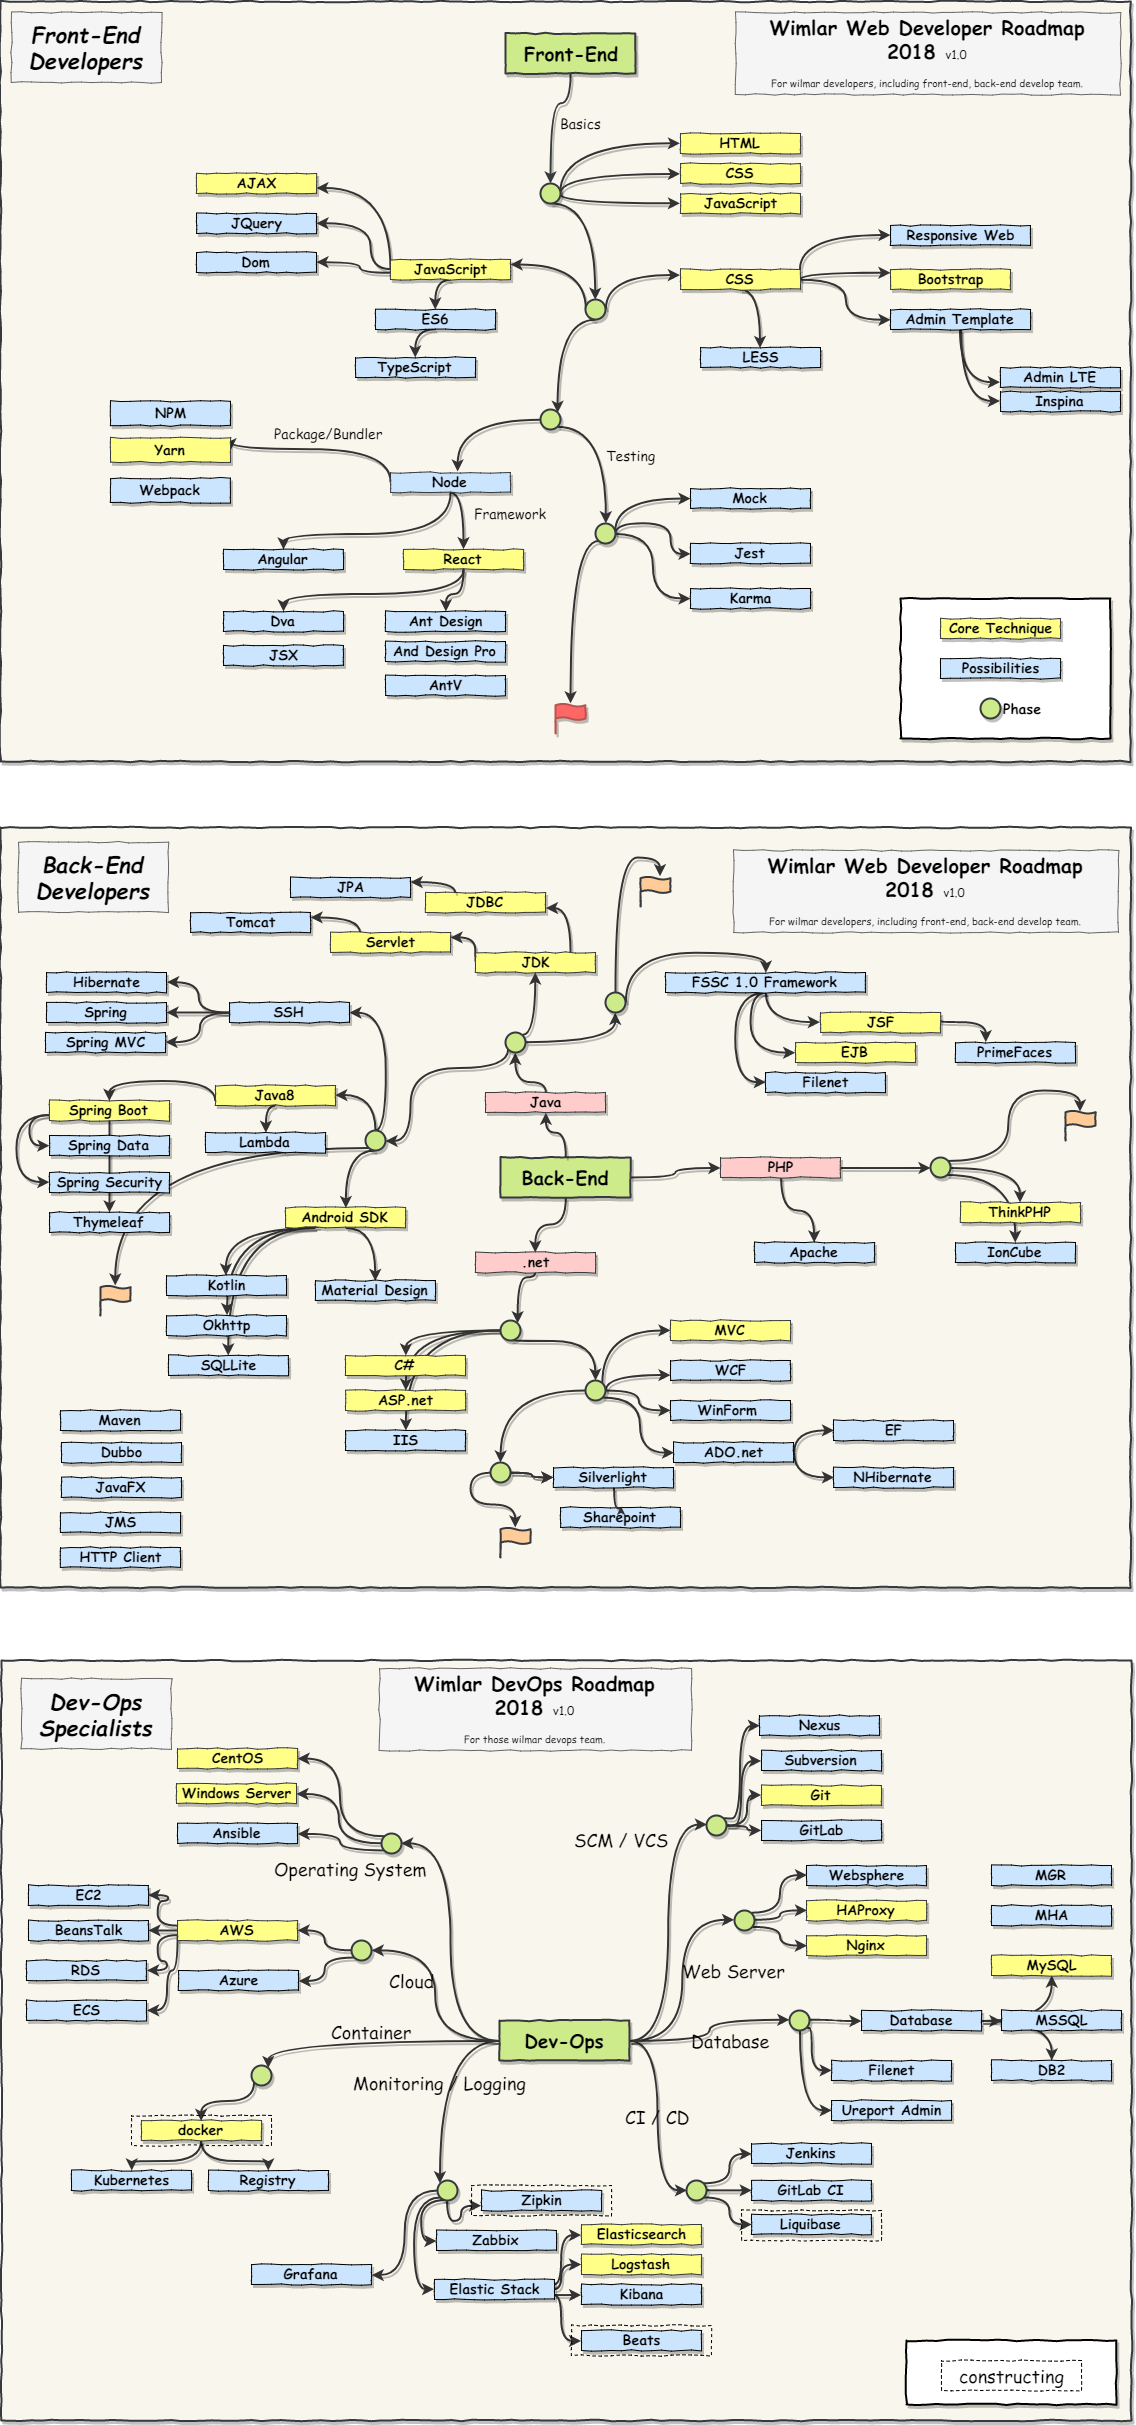 Front-End
Developers
Front-End
Wimlar Web Developer Roadmap
2018 v1.0
For wilmar developers, including front-end, back-end develop team.
Basics
HTML
CSS
JavaScript
AJAX
JQuery
Dom
JavaScript
ES6
TypeScript
CSS
Responsive Web
Bootstrap
Admin Template
LESS
Admin LTE
Inspina
NPM
Yarn
Webpack
Package/Bundler
Node
Testing
Framework
Mock
Jest
Karma
Angular
React
Dva
JSX
Ant Design
And Design Pro
AntV
Core Technique
Possibilities
Phase
Back-End
Developers
Wimlar Web Developer Roadmap
2018 v1.0
For wilmar developers, including front-end, back-end develop team.
JPA
JDBC
Tomcat
Servlet
JDK
Hibernate
Spring
Spring MVC
SSH
FSSC 1.0 Framework
JSF
EJB
PrimeFaces
Filenet
Java
Java8
Lambda
Spring Boot
Spring Data
Spring Security
Thymeleaf
Back-End
PHP
ThinkPHP
IonCube
Apache
Android SDK
Kotlin
Okhttp
SQLLite
Material Design
.net
C#
ASP.net
IIS
MVC
WCF
WinForm
ADO.net
EF
NHibernate
Silverlight
Sharepoint
Maven
Dubbo
JavaFX
JMS
HTTP Client
Dev-Ops
Specialists
Wimlar DevOps Roadmap
2018 v1.0
For those wilmar devops team.
CentOS
Windows Server
Ansible
Operating System
Nexus
Subversion
Git
GitLab
SCM / VCS
EC2
BeansTalk
RDS
ECS
AWS
Azure
Cloud
Websphere
HAProxy
Nginx
Web Server
MGR
MHA
MySQL
MSSQL
DB2
Dev-Ops
Database
Database
Filenet
Ureport Admin
Container
docker
Kubernetes
Registry
Monitoring / Logging
CI / CD
Jenkins
GitLab CI
Liquibase
Zipkin
Zabbix
Grafana
Elastic Stack
Elasticsearch
Logstash
Kibana
Beats
constructing